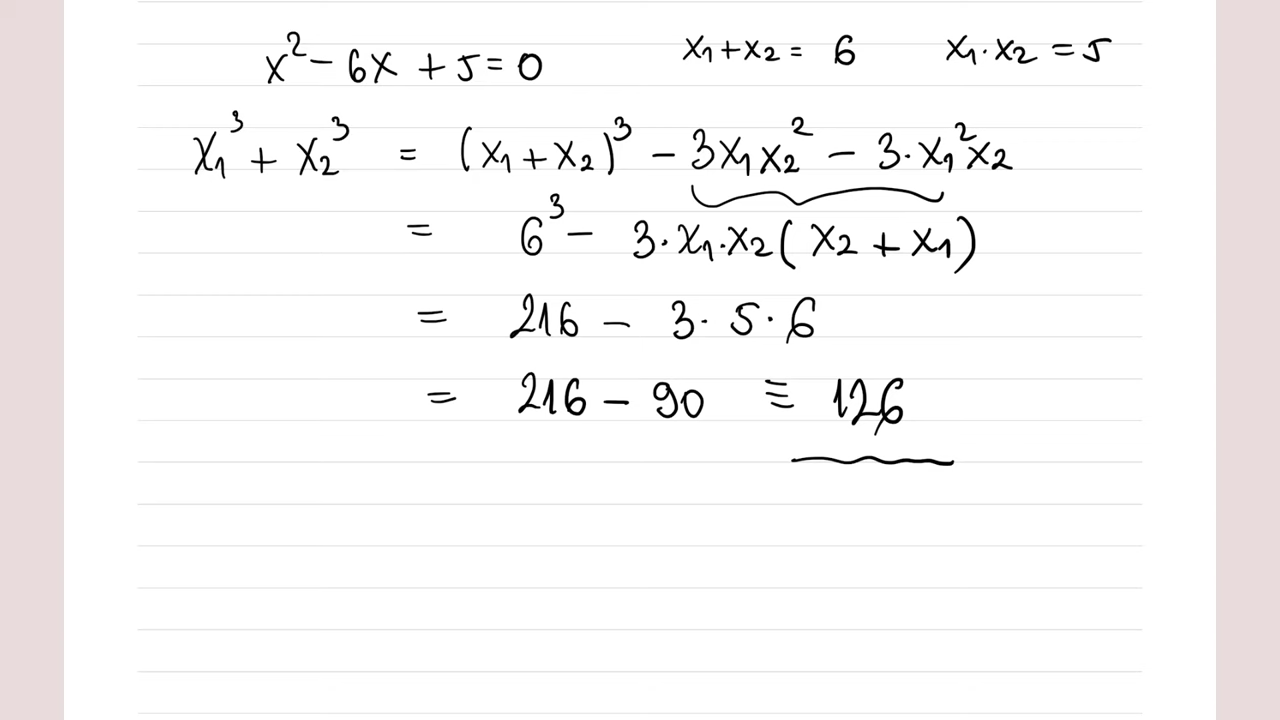 x² - 6x + 5 = 0 x₁ + x₂ = 6 x₁ · x₂ = 5
x₁³ + x₂³ = (x₁ + x₂)³ - 3x₁x₂² - 3·x₁²x₂
= 6³ - 3·x₁·x₂(x₂ + x₁)
= 216 - 3·5·6
= 216 - 90 ≡ 126